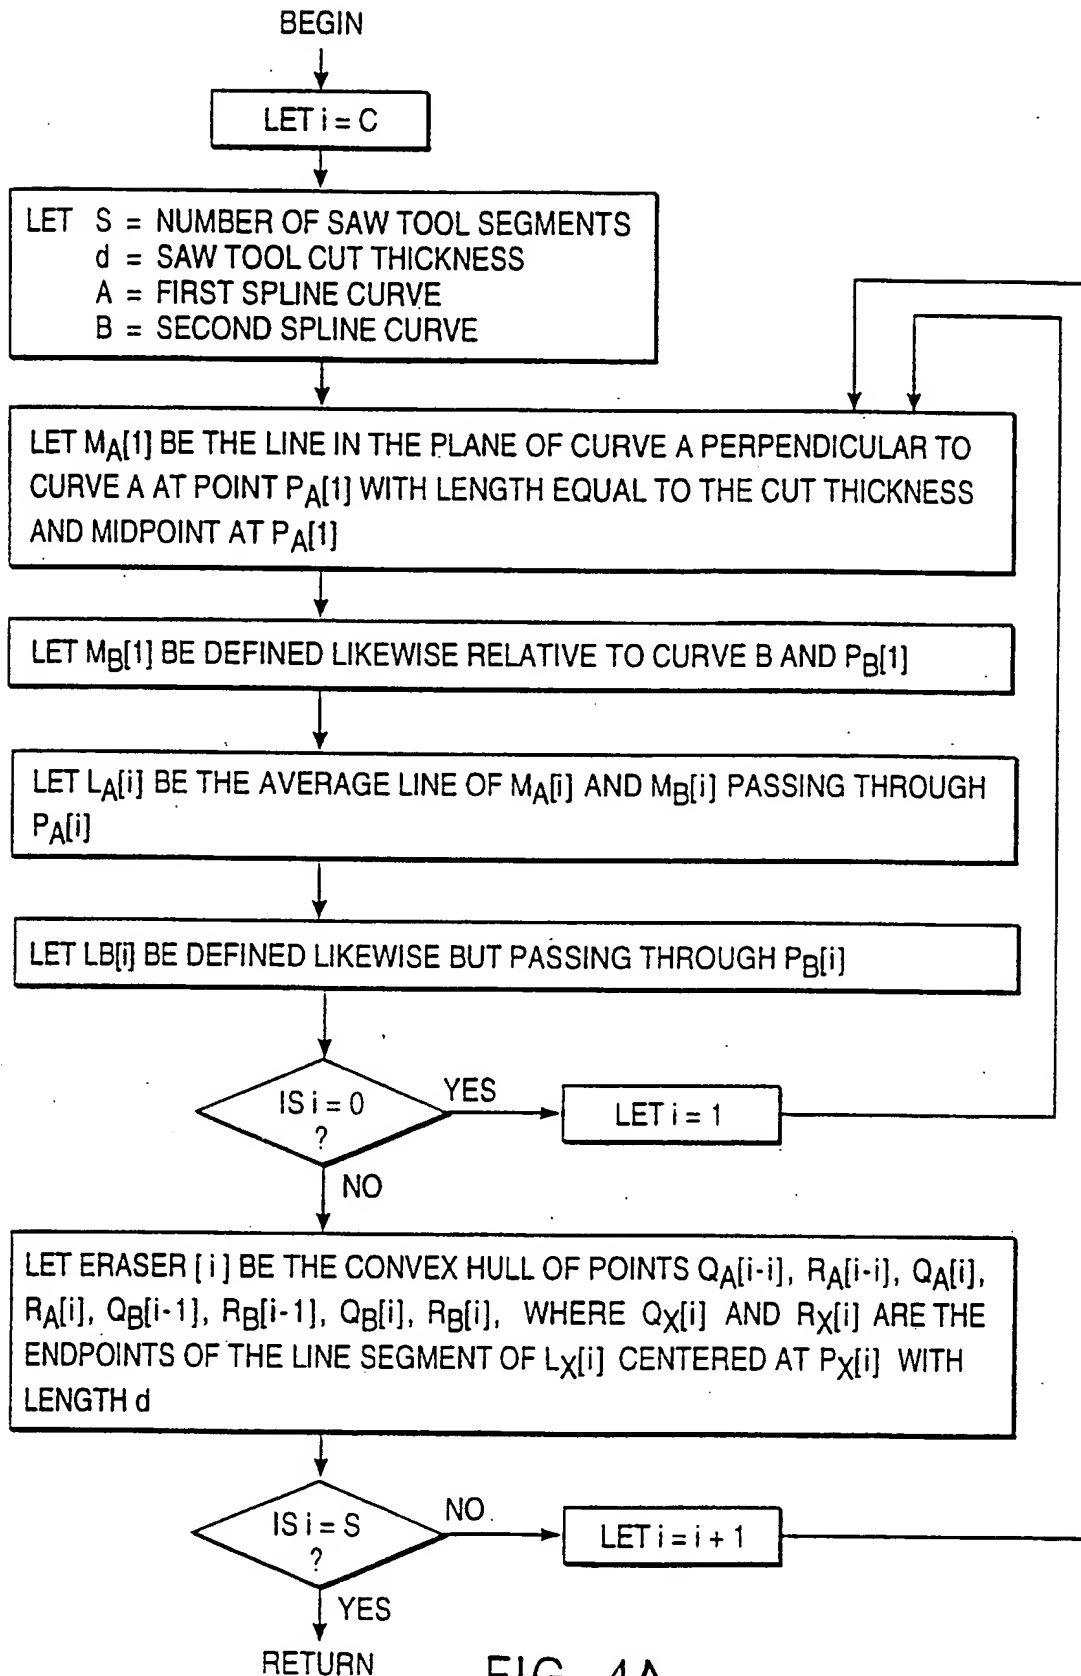 BEGIN
LET i = C
LET S = NUMBER OF SAW TOOL SEGMENTS
d = SAW TOOL CUT THICKNESS
A = FIRST SPLINE CURVE
B = SECOND SPLINE CURVE
LET MA[1] BE THE LINE IN THE PLANE OF CURVE A PERPENDICULAR TO
CURVE A AT POINT PA[1] WITH LENGTH EQUAL TO THE CUT THICKNESS
AND MIDPOINT AT PA[1]
LET MB[1] BE DEFINED LIKEWISE RELATIVE TO CURVE B AND PB[1]
LET LA[i] BE THE AVERAGE LINE OF MA[i] AND MB[i] PASSING THROUGH
PA[i]
LET LB[i] BE DEFINED LIKEWISE BUT PASSING THROUGH PB[i]
IS i = 0
?
YES
LET i = 1
NO
LET ERASER [ i ] BE THE CONVEX HULL OF POINTS QA[i-i], RA[i-i], QA[i],
RA[i], QB[i-1], RB[i-1], QB[i], RB[i], WHERE QX[i] AND RX[i] ARE THE
ENDPOINTS OF THE LINE SEGMENT OF LX[i] CENTERED AT PX[i] WITH
LENGTH d
IS i = S
?
NO
LET i = i + 1
YES
RETURN
FIG. 4A